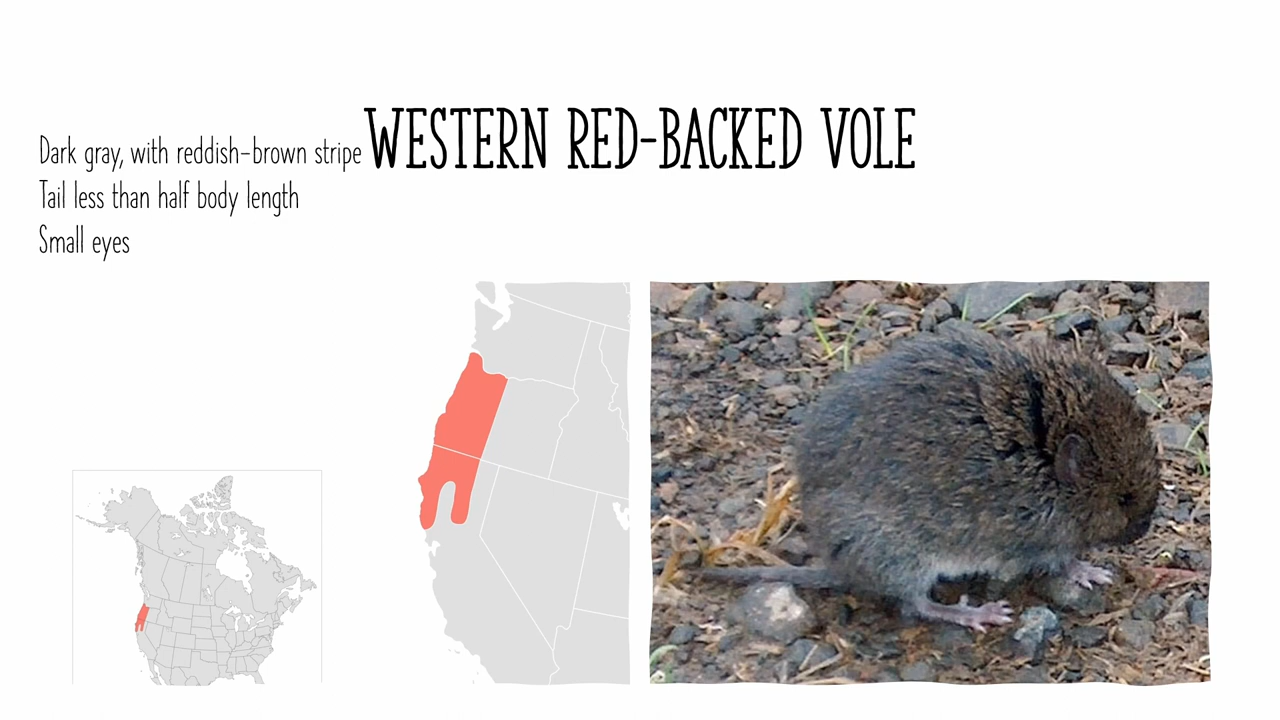 WESTERN RED-BACKED VOLE
Dark gray, with reddish-brown stripe
Tail less than half body length
Small eyes